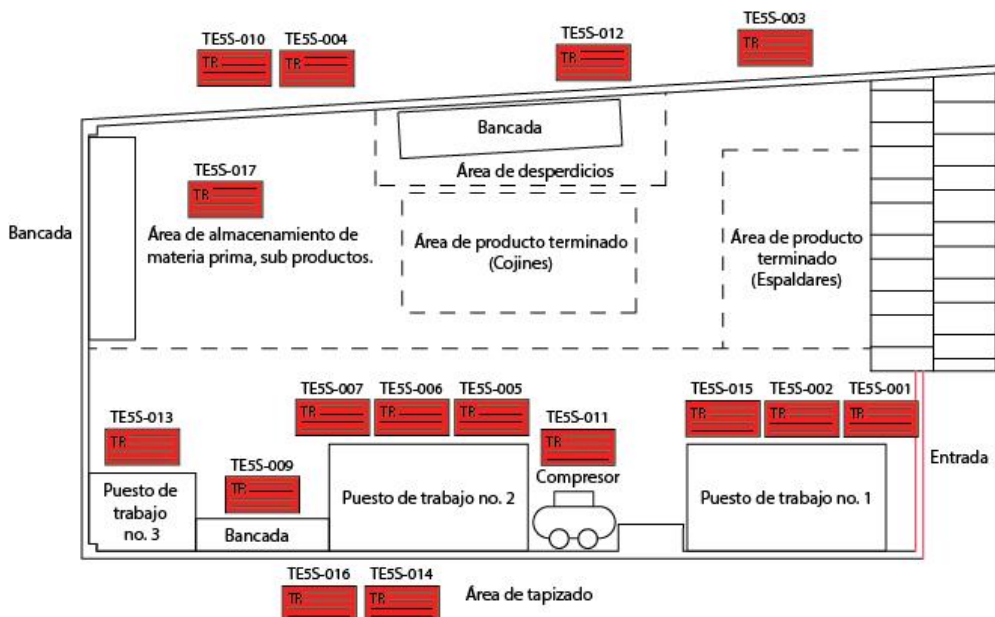 TE5S-003
TE5S-010 TE5S-004
TE5S-012
TR
TR
TR
TR
Bancada
TE5S-017
Área de desperdicios
TR
Bancada
Área de almacenamiento de
materia prima, sub productos.
Área de producto terminado
(Cojines)
Área de producto
terminado
(Espaldares)
TE5S-007 TE5S-006 TE5S-005
TE5S-015 TE5S-002 TE5S-001
TR
TR
TR
TR
TR
TR
TE5S-013
TE5S-011
TR
TR
TE5S-009
TR
Compresor
Entrada
Puesto de
trabajo
no. 3
Puesto de trabajo no. 2
Puesto de trabajo no. 1
Bancada
TE5S-016 TE5S-014
TR
TR
Área de tapizado